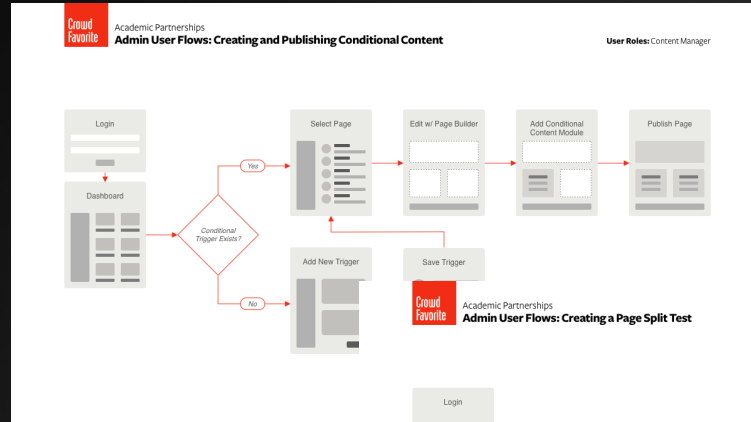 Crowd
Favorite
Academic Partnerships
Admin User Flows: Creating and Publishing Conditional Content
User Roles: Content Manager
Login
Select Page
Edit w/ Page Builder
Add Conditional
Content Module
Publish Page
Yes
Dashboard
Conditional
Trigger Exists?
Add New Trigger
Save Trigger
No
Crowd
Favorite
Academic Partnerships
Admin User Flows: Creating a Page Split Test
Login